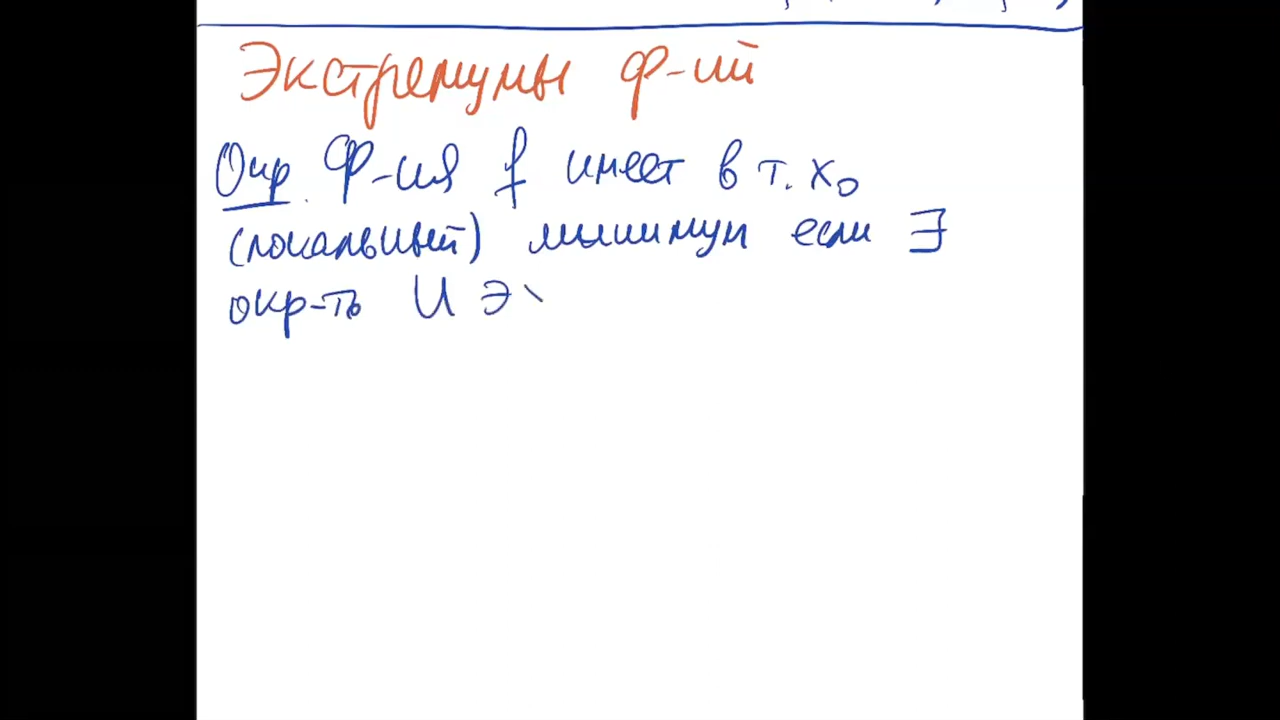 Экстремумы ф-ий
Опр. Ф-ия f имеет в т. x₀
(локальный) минимум если ∃
окр-ть U ∋